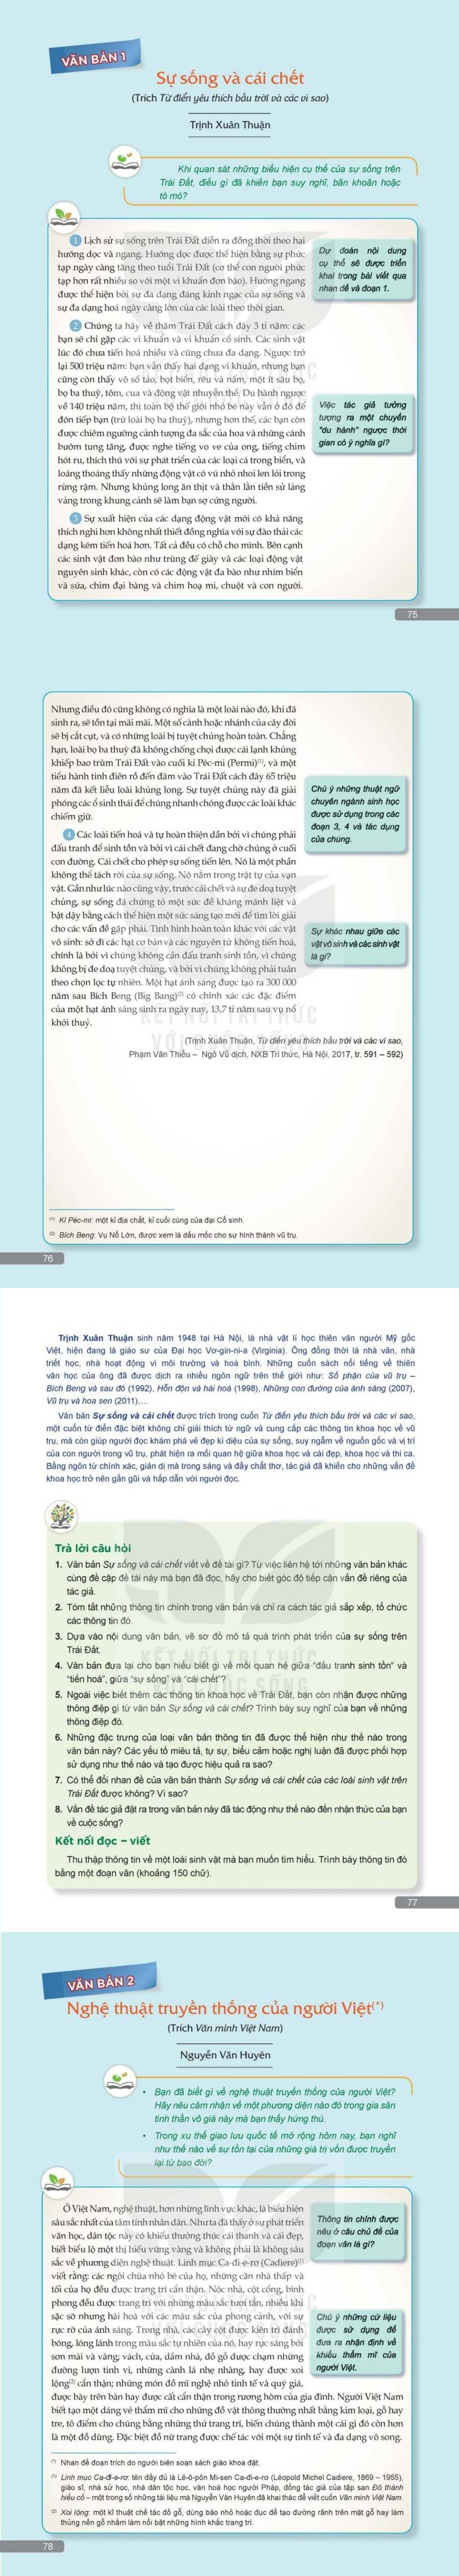 VĂN BẢN 1
Sự sống và cái chết
(Trích Từ điển yêu thích bầu trời và các vì sao)
Trịnh Xuân Thuận
Khi quan sát những biểu hiện cụ thể của sự sống trên
Trái Đất, điều gì đã khiến bạn suy nghĩ, băn khoăn hoặc
tò mò?
1 Lịch sử sự sống trên Trái Đất diễn ra đồng thời theo hai
hướng dọc và ngang. Hướng dọc được thể hiện bằng sự phức
tạp ngày càng tăng theo tuổi Trái Đất (cơ thể con người phức
tạp hơn rất nhiều so với một vi khuẩn đơn bào). Hướng ngang
được thể hiện bởi sự đa dạng đáng kinh ngạc của sự sống và
sự đa dạng ngày càng lớn của các loài theo thời gian.
Dự đoán nội dung
cụ thể sẽ được triển
khai trong bài viết qua
nhan đề và đoạn 1.
2 Chúng ta hãy về thăm Trái Đất cách đây 3 tỉ năm: các
bạn sẽ chỉ gặp các vi khuẩn và vi khuẩn cổ sinh. Các sinh vật
lúc đó chưa tiến hoá nhiều và cũng chưa đa dạng. Ngược trở
lại 500 triệu năm: bạn vẫn thấy hai dạng vi khuẩn, nhưng bạn
cũng còn thấy vô số tảo, bọt biển, rêu và nấm, một ít sâu bọ,
bọ ba thuỳ, tôm, cua và động vật nhuyễn thể. Du hành ngược
về 140 triệu năm, thì toàn bộ thế giới nhỏ bé này vẫn ở đó để
đón tiếp bạn (trừ loài bọ ba thuỳ), nhưng hơn thế, các bạn còn
được chiêm ngưỡng cảnh tượng đa sắc của hoa và những cánh
bướm tung tăng, được nghe tiếng vo ve của ong, tiếng chim
hót ru, thích thú với sự phát triển của các loài cá trong biển, và
loáng thoáng thấy những động vật có vú nhỏ nhoi len lỏi trong
rừng rậm. Nhưng khủng long ăn thịt và thằn lằn tiền sử lảng
vảng trong khung cảnh sẽ làm bạn sợ cứng người.
Việc tác giả tưởng
tượng ra một chuyến
"du hành" ngược thời
gian có ý nghĩa gì?
3 Sự xuất hiện của các dạng động vật mới có khả năng
thích nghi hơn không nhất thiết đồng nghĩa với sự đào thải các
dạng kém tiến hoá hơn. Tất cả đều có chỗ cho mình. Bên cạnh
các sinh vật đơn bào như trùng đế giày và các loại động vật
nguyên sinh khác, còn có các động vật đa bào như nhím biển
và sứa, chim đại bàng và chim hoạ mi, chuột và con người.
75
Nhưng điều đó cũng không có nghĩa là một loài nào đó, khi đã
sinh ra, sẽ tồn tại mãi mãi. Một số cành hoặc nhánh của cây đời
sẽ bị cắt cụt, và có những loài bị tuyệt chủng hoàn toàn. Chẳng
hạn, loài bọ ba thuỳ đã không chống chọi được cái lạnh khủng
khiếp bao trùm Trái Đất vào cuối kỉ Péc-mi (Permi)(1), và một
tiểu hành tinh điên rồ đến đâm vào Trái Đất cách đây 65 triệu
năm đã kết liễu loài khủng long. Sự tuyệt chủng này đã giải
phóng các ổ sinh thái để chúng nhanh chóng được các loài khác
chiếm giữ.
Chú ý những thuật ngữ
chuyên ngành sinh học
được sử dụng trong các
đoạn 3, 4 và tác dụng
của chúng.
4 Các loài tiến hoá và tự hoàn thiện dần bởi vì chúng phải
đấu tranh để sinh tồn và bởi vì cái chết đang chờ chúng ở cuối
con đường. Cái chết cho phép sự sống tiến lên. Nó là một phần
không thể tách rời của sự sống. Nó nằm trong trật tự của vạn
vật. Gần như lúc nào cũng vậy, trước cái chết và sự đe doạ tuyệt
chủng, sự sống đã chứng tỏ một sức đề kháng mãnh liệt và
bật dậy bằng cách thể hiện một sức sáng tạo mới để tìm lời giải
cho các vấn đề gặp phải. Tình hình hoàn toàn khác với các vật
vô sinh: sở dĩ các hạt cơ bản và các nguyên tử không tiến hoá,
chính là bởi vì chúng không cần đấu tranh sinh tồn, vì chúng
không bị đe doạ tuyệt chủng, và bởi vì chúng không phải tuân
theo chọn lọc tự nhiên. Một hạt ánh sáng được tạo ra 300 000
năm sau Bích Beng (Big Bang)(2) có chính xác các đặc điểm
của một hạt ánh sáng sinh ra ngày nay, 13,7 tỉ năm sau vụ nổ
khởi thuỷ.
Sự khác nhau giữa các
vật vô sinh và các sinh vật
là gì?
(Trịnh Xuân Thuận, Từ điển yêu thích bầu trời và các vì sao,
Phạm Văn Thiều – Ngô Vũ dịch, NXB Tri thức, Hà Nội, 2017, tr. 591 – 592)
KẾT NỐI TRI THỨC
VỚI CUỘC SỐNG
(1) Kỉ Péc-mi: một kỉ địa chất, kỉ cuối cùng của đại Cổ sinh.
(2) Bích Beng: Vụ Nổ Lớn, được xem là dấu mốc cho sự hình thành vũ trụ.
76
Trịnh Xuân Thuận sinh năm 1948 tại Hà Nội, là nhà vật lí học thiên văn người Mỹ gốc
Việt, hiện đang là giáo sư của Đại học Vơ-gin-ni-a (Virginia). Ông đồng thời là nhà văn, nhà
triết học, nhà hoạt động vì môi trường và hoà bình. Những cuốn sách nổi tiếng về thiên
văn học của ông đã được dịch ra nhiều ngôn ngữ trên thế giới như: Số phận của vũ trụ –
Bích Beng và sau đó (1992), Hỗn độn và hài hoà (1998), Những con đường của ánh sáng (2007),
Vũ trụ và hoa sen (2011),...
Văn bản Sự sống và cái chết được trích trong cuốn Từ điển yêu thích bầu trời và các vì sao,
một cuốn từ điển đặc biệt không chỉ giải thích từ ngữ và cung cấp các thông tin khoa học về vũ
trụ, mà còn giúp người đọc khám phá vẻ đẹp kì diệu của sự sống, suy ngẫm về nguồn gốc và vị trí
của con người trong vũ trụ, phát hiện ra mối quan hệ giữa khoa học và cái đẹp, khoa học và thi ca.
Bằng ngôn từ chính xác, giản dị mà trong sáng và đầy chất thơ, tác giả đã khiến cho những vấn đề
khoa học trở nên gần gũi và hấp dẫn với người đọc.
Trả lời câu hỏi
1. Văn bản Sự sống và cái chết viết về đề tài gì? Từ việc liên hệ tới những văn bản khác
cùng đề cập đề tài này mà bạn đã đọc, hãy cho biết góc độ tiếp cận vấn đề riêng của
tác giả.
2. Tóm tắt những thông tin chính trong văn bản và chỉ ra cách tác giả sắp xếp, tổ chức
các thông tin đó.
3. Dựa vào nội dung văn bản, vẽ sơ đồ mô tả quá trình phát triển của sự sống trên
Trái Đất.
4. Văn bản đưa lại cho bạn hiểu biết gì về mối quan hệ giữa "đấu tranh sinh tồn" và
"tiến hoá", giữa "sự sống" và "cái chết"?
5. Ngoài việc biết thêm các thông tin khoa học về Trái Đất, bạn còn nhận được những
thông điệp gì từ văn bản Sự sống và cái chết? Trình bày suy nghĩ của bạn về những
thông điệp đó.
6. Những đặc trưng của loại văn bản thông tin đã được thể hiện như thế nào trong
văn bản này? Các yếu tố miêu tả, tự sự, biểu cảm hoặc nghị luận đã được phối hợp
sử dụng như thế nào và tạo được hiệu quả ra sao?
7. Có thể đổi nhan đề của văn bản thành Sự sống và cái chết của các loài sinh vật trên
Trái Đất được không? Vì sao?
8. Vấn đề tác giả đặt ra trong văn bản này đã tác động như thế nào đến nhận thức của bạn
về cuộc sống?
Kết nối đọc – viết
Thu thập thông tin về một loài sinh vật mà bạn muốn tìm hiểu. Trình bày thông tin đó
bằng một đoạn văn (khoảng 150 chữ).
77
VĂN BẢN 2
Nghệ thuật truyền thống của người Việt(*)
(Trích Văn minh Việt Nam)
Nguyễn Văn Huyên
• Bạn đã biết gì về nghệ thuật truyền thống của người Việt?
Hãy nêu cảm nhận về một phương diện nào đó trong gia sản
tinh thần vô giá này mà bạn thấy hứng thú.
• Trong xu thế giao lưu quốc tế mở rộng hôm nay, bạn nghĩ
như thế nào về sự tồn tại của những giá trị vốn được truyền
lại từ bao đời?
Ở Việt Nam, nghệ thuật, hơn những lĩnh vực khác, là biểu hiện
sâu sắc nhất của tâm tính nhân dân. Như ta đã thấy ở sự phát triển
văn học, dân tộc này có khiếu thưởng thức cái thanh và cái đẹp,
biết biểu lộ một thị hiếu vững vàng và không phải là không sâu
sắc về phương diện nghệ thuật. Linh mục Ca-đi-e-rơ (Cadiere)(1)
viết rằng: các ngôi chùa nhỏ bé của họ, những căn nhà thấp và
tối của họ đều được trang trí cẩn thận. Nóc nhà, cột cổng, bình
phong đều được trang trí với những màu sắc tươi tắn, nhiều khi
sặc sỡ nhưng hài hoà với các màu sắc của phong cảnh, với sự
rực rỡ của ánh sáng. Trong nhà, các cây cột được kiên trì đánh
bóng, lóng lánh trong màu sắc tự nhiên của nó, hay rực sáng bởi
sơn mài và vàng; vách, cửa, dầm nhà, đồ gỗ được chạm những
đường lượn tinh vi, những cành lá nhẹ nhàng, hay được xoi
lộng(2) cẩn thận; những món đồ mĩ nghệ nhỏ tinh tế và quý giá,
được bày trên bàn hay được cất cẩn thận trong rương hòm của gia đình. Người Việt Nam
biết tạo một dáng vẻ thẩm mĩ cho những đồ vật thông thường nhất bằng kim loại, gỗ hay
tre, tô điểm cho chúng bằng những thứ trang trí, biến chúng thành một cái gì đó còn hơn
là một đồ dùng. Đặc biệt đồ nữ trang được chế tác với một sự tinh tế và đa dạng vô song.
Thông tin chính được
nêu ở câu chủ đề của
đoạn văn là gì?
Chú ý những cứ liệu
được sử dụng để
đưa ra nhận định về
khiếu thẩm mĩ của
người Việt.
(*) Nhan đề đoạn trích do người biên soạn sách giáo khoa đặt.
(1) Linh mục Ca-đi-e-rơ: tên đầy đủ là Lê-ô-pôn Mi-sen Ca-đi-e-rơ (Léopold Michel Cadiere, 1869 – 1955),
giáo sĩ, nhà sử học, nhà dân tộc học, văn hoá học người Pháp, đồng tác giả của tập san Đô thành
hiếu cổ – một trong số những tài liệu mà Nguyễn Văn Huyên đã khai thác để viết cuốn Văn minh Việt Nam.
(2) Xoi lộng: một kĩ thuật chế tác đồ gỗ, dùng bào nhỏ hoặc đục để tạo đường rãnh trên mặt gỗ hay làm
thủng nền gỗ nhằm làm nổi bật những hình khắc trang trí.
78